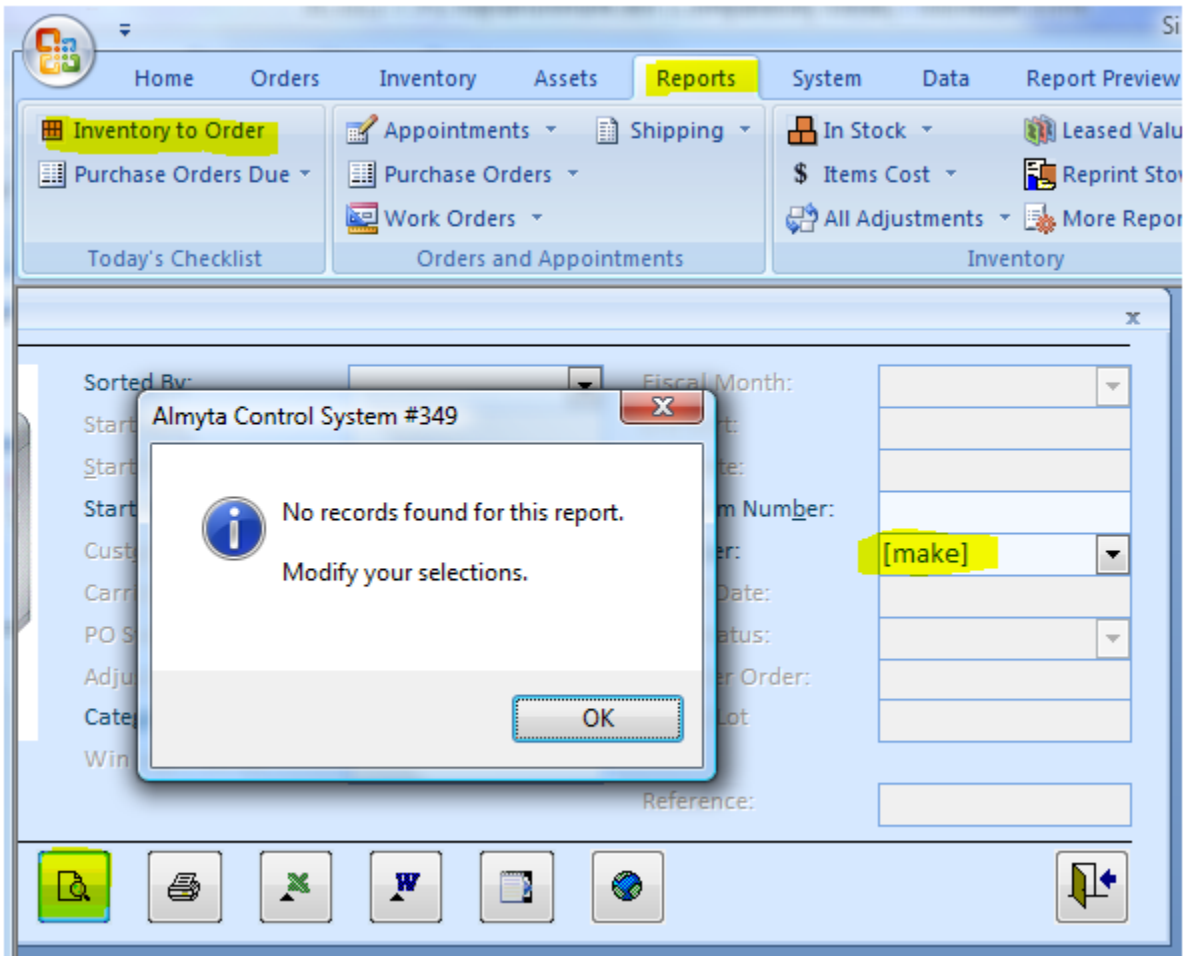 Si
Home Orders Inventory Assets Reports System Data Report Preview
Inventory to Order Appointments Shipping In Stock Leased Valu
Purchase Orders Due Purchase Orders $ Items Cost Reprint Sto
Work Orders All Adjustments More Repor
Today's Checklist Orders and Appointments Inventory
x
Sorted By: Fiscal Month:
Almyta Control System #349
Start rt:
Start te:
No records found for this report.
Start m Number:
Cust er: [make]
Modify your selections.
Carr Date:
PO S atus:
Adju er Order:
Cate OK Lot
Win
Reference: